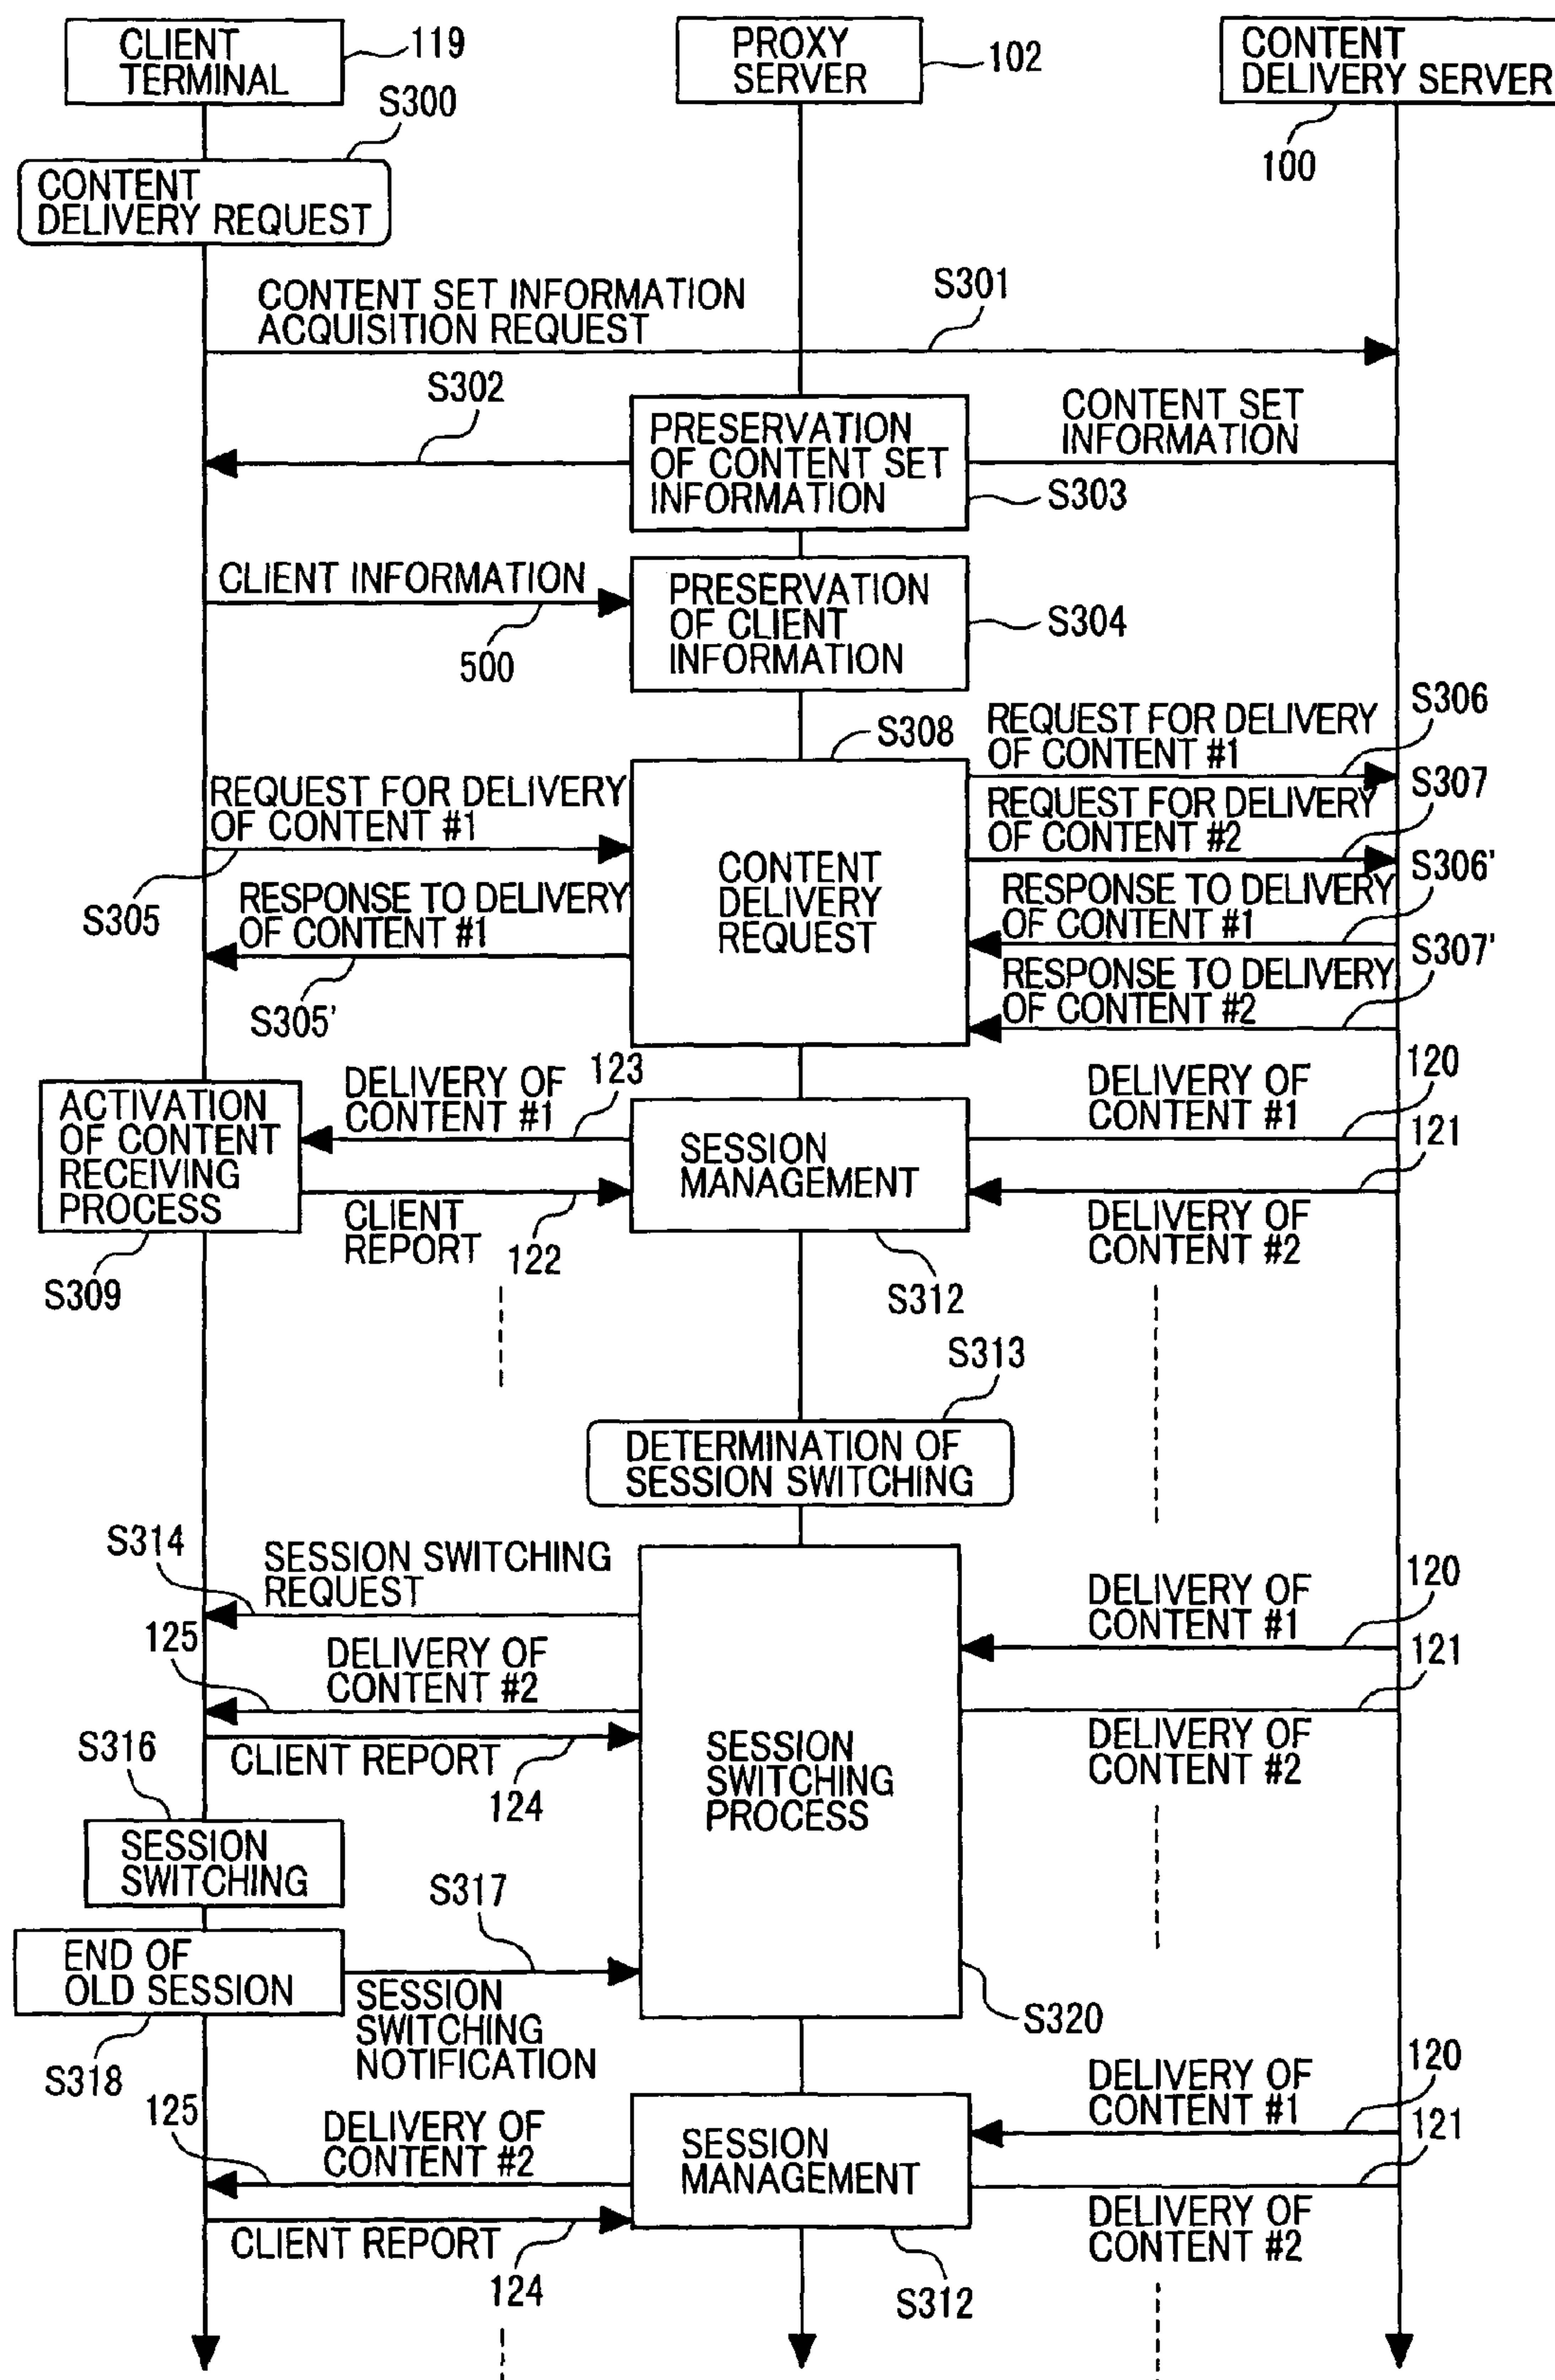 CLIENT
TERMINAL
119
PROXY
SERVER
102
CONTENT
DELIVERY SERVER
100
S300
CONTENT
DELIVERY REQUEST
CONTENT SET INFORMATION
ACQUISITION REQUEST
S301
S302
PRESERVATION
OF CONTENT SET
INFORMATION
CONTENT SET
INFORMATION
S303
CLIENT INFORMATION
500
PRESERVATION
OF CLIENT
INFORMATION
S304
S308
REQUEST FOR DELIVERY
OF CONTENT #1
S306
REQUEST FOR DELIVERY
OF CONTENT #1
S305
REQUEST FOR DELIVERY
OF CONTENT #2
S307
CONTENT
DELIVERY
REQUEST
RESPONSE TO DELIVERY
OF CONTENT #1
S306'
RESPONSE TO DELIVERY
OF CONTENT #1
S305'
RESPONSE TO DELIVERY
OF CONTENT #2
S307'
ACTIVATION
OF CONTENT
RECEIVING
PROCESS
S309
DELIVERY OF
CONTENT #1
123
CLIENT
REPORT
122
SESSION
MANAGEMENT
S312
DELIVERY OF
CONTENT #1
120
121
DELIVERY OF
CONTENT #2
S313
DETERMINATION OF
SESSION SWITCHING
S314
SESSION SWITCHING
REQUEST
125
DELIVERY OF
CONTENT #2
CLIENT REPORT
124
SESSION
SWITCHING
PROCESS
DELIVERY OF
CONTENT #1
120
121
DELIVERY OF
CONTENT #2
S316
SESSION
SWITCHING
S317
END OF
OLD SESSION
S318
SESSION
SWITCHING
NOTIFICATION
S320
125
DELIVERY OF
CONTENT #2
CLIENT REPORT
124
SESSION
MANAGEMENT
S312
DELIVERY OF
CONTENT #1
120
121
DELIVERY OF
CONTENT #2